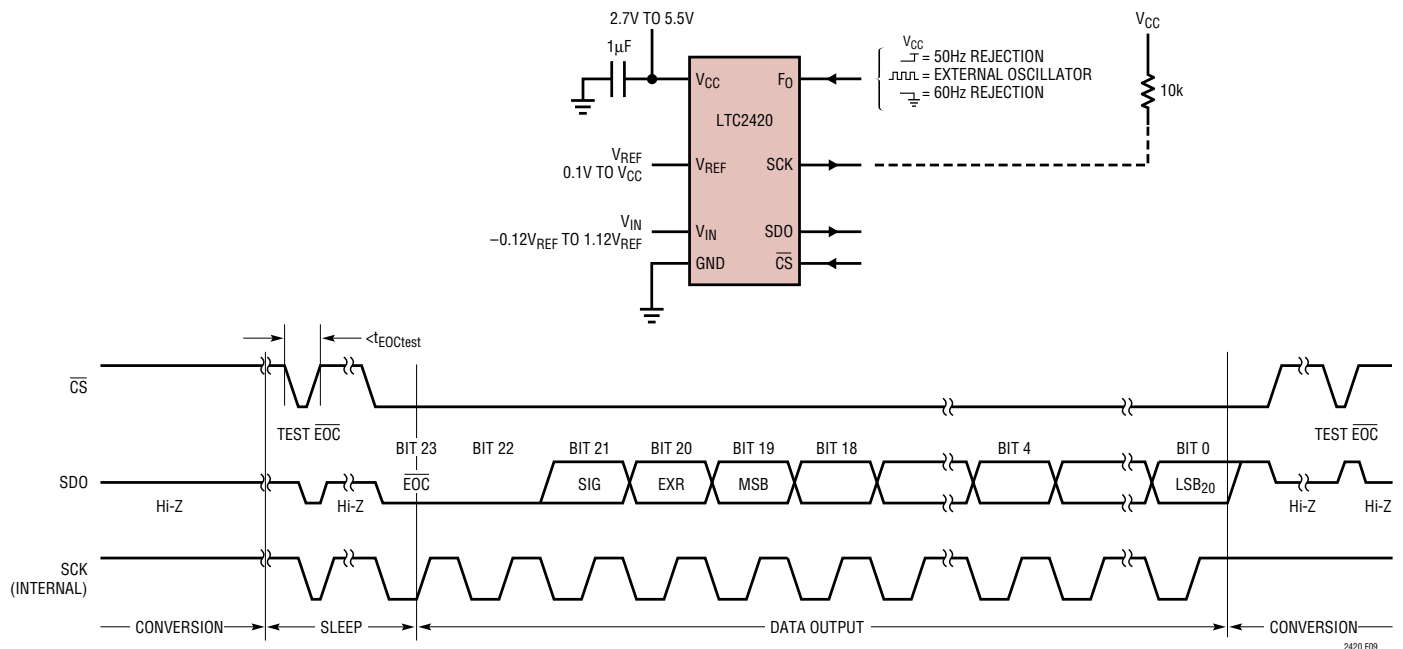 2.7V TO 5.5V
1µF
VCC
FO
LTC2420
VREF
0.1V TO VCC
VREF
SCK
VIN
–0.12VREF TO 1.12VREF
VIN
SDO
GND
CS
VCC
= 50Hz REJECTION
= EXTERNAL OSCILLATOR
= 60Hz REJECTION
VCC
10k
<tEOCtest
CS
TEST EOC
TEST EOC
BIT 23
BIT 22
BIT 21
BIT 20
BIT 19
BIT 18
BIT 4
BIT 0
SDO
EOC
SIG
EXR
MSB
LSB20
Hi-Z
Hi-Z
Hi-Z
Hi-Z
SCK
(INTERNAL)
CONVERSION
SLEEP
DATA OUTPUT
CONVERSION
2420 F09